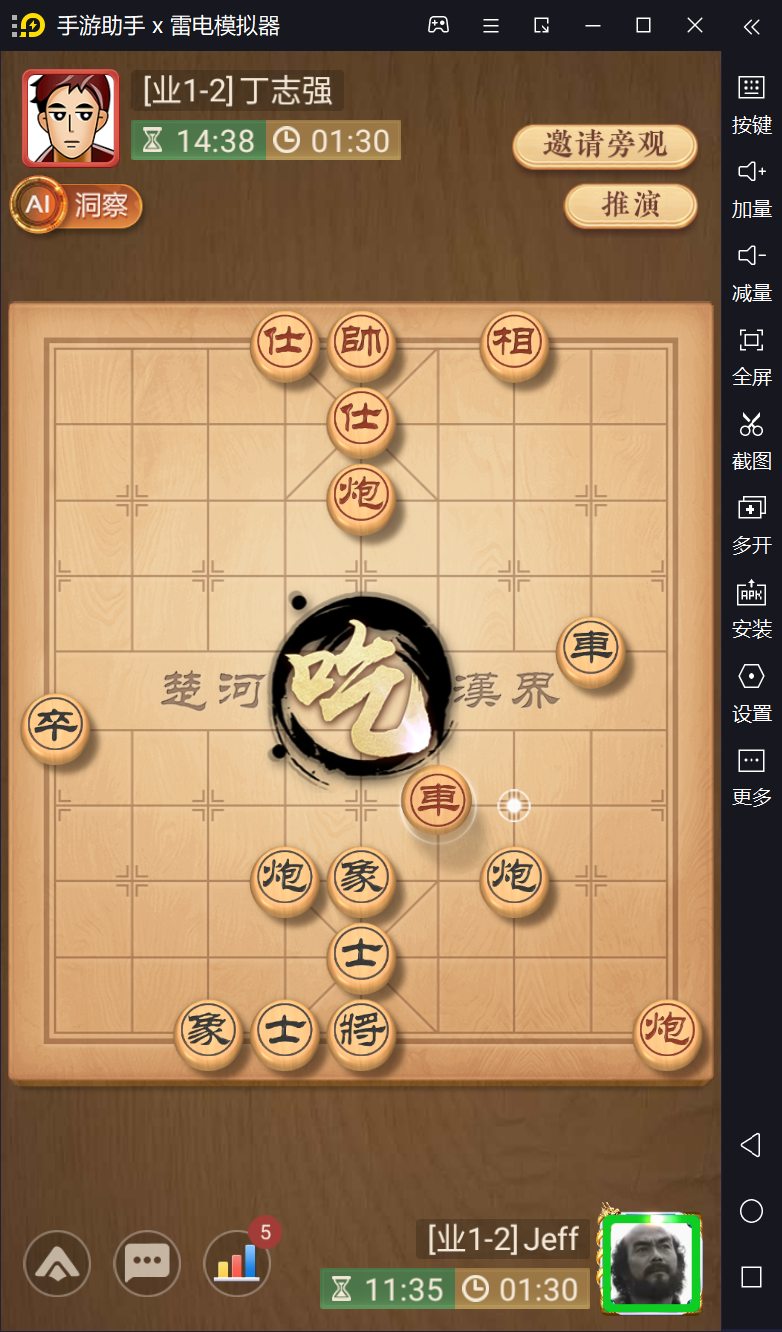 手游助手 x 雷电模拟器
[业1-2]丁志强
14:38 01:30
邀请旁观
AI 洞察
推演
仕 帥 相
仕
炮
車
楚河 吃 漢界
卒
車
炮 象 炮
士
象 士 將 炮
5
[业1-2]Jeff
11:35 01:30
按键
加量
减量
全屏
截图
多开
APK
安装
设置
更多